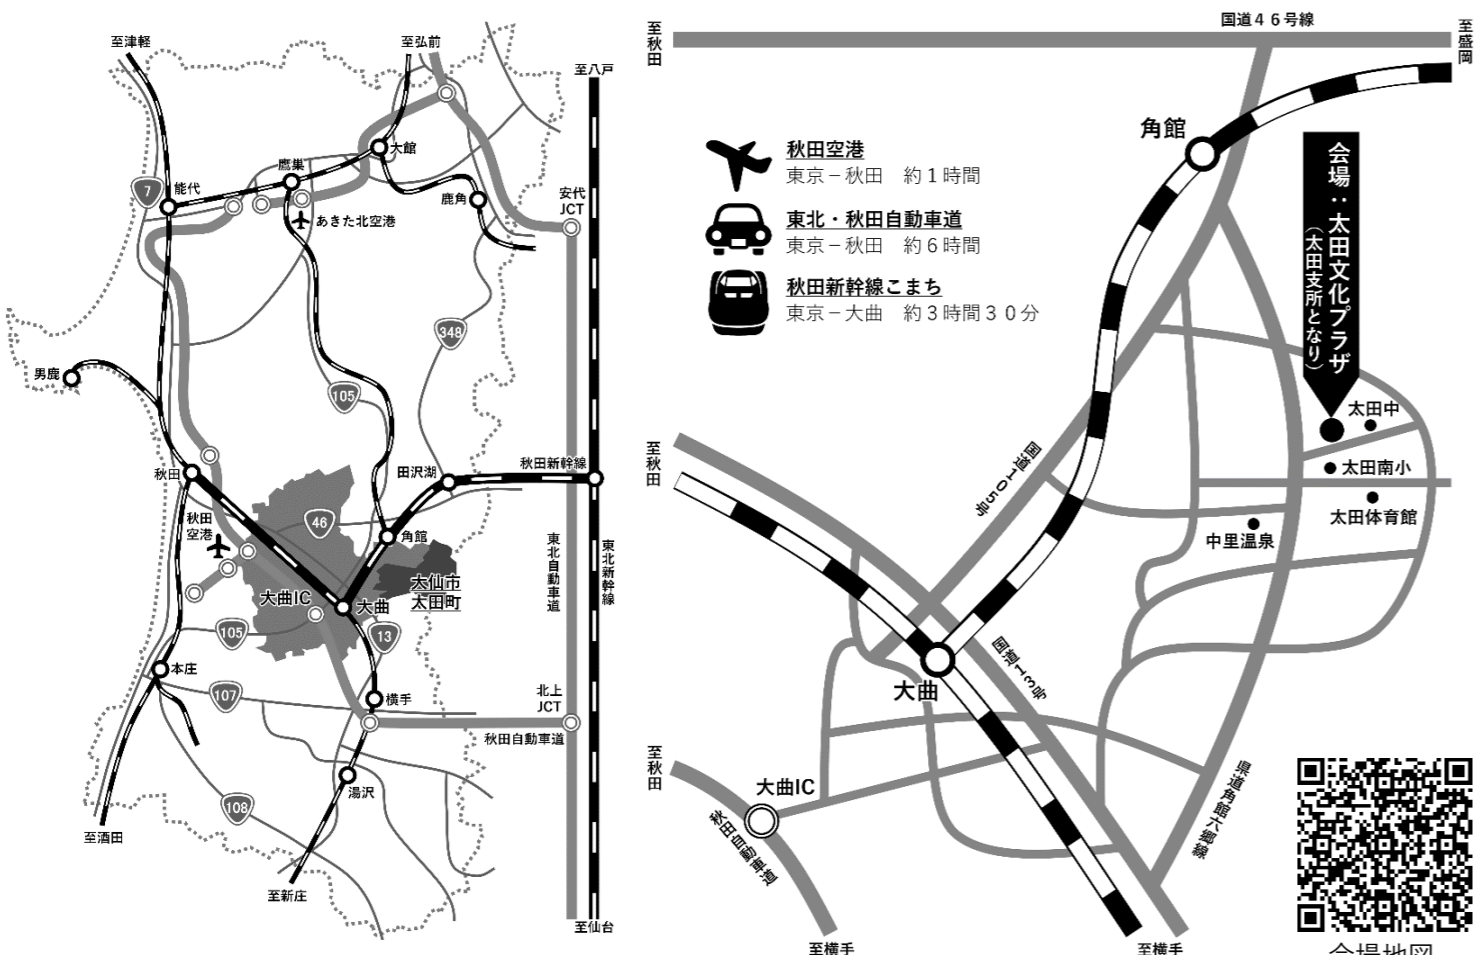 至津軽
至弘前
至八戸
大館
鷹巣
7
能代
鹿角
安代
JCT
あきた北空港
348
男鹿
105
秋田
田沢湖
秋田新幹線
秋田
空港
46
角館
東北自動車道
東北新幹線
大仙市
太田町
大曲IC
大曲
105
13
本庄
107
横手
北上
JCT
秋田自動車道
湯沢
108
至酒田
至新庄
至仙台
国道46号線
至秋田
至盛岡
角館
秋田空港
東京－秋田　約1時間
東北・秋田自動車道
東京－秋田　約6時間
秋田新幹線こまち
東京－大曲　約3時間30分
会場：太田文化プラザ
（太田支所となり）
太田中
太田南小
太田体育館
中里温泉
至秋田
国道105号
国道13号
大曲
至秋田
大曲IC
秋田自動車道
県道角館六郷線
至横手
至横手
会場地図